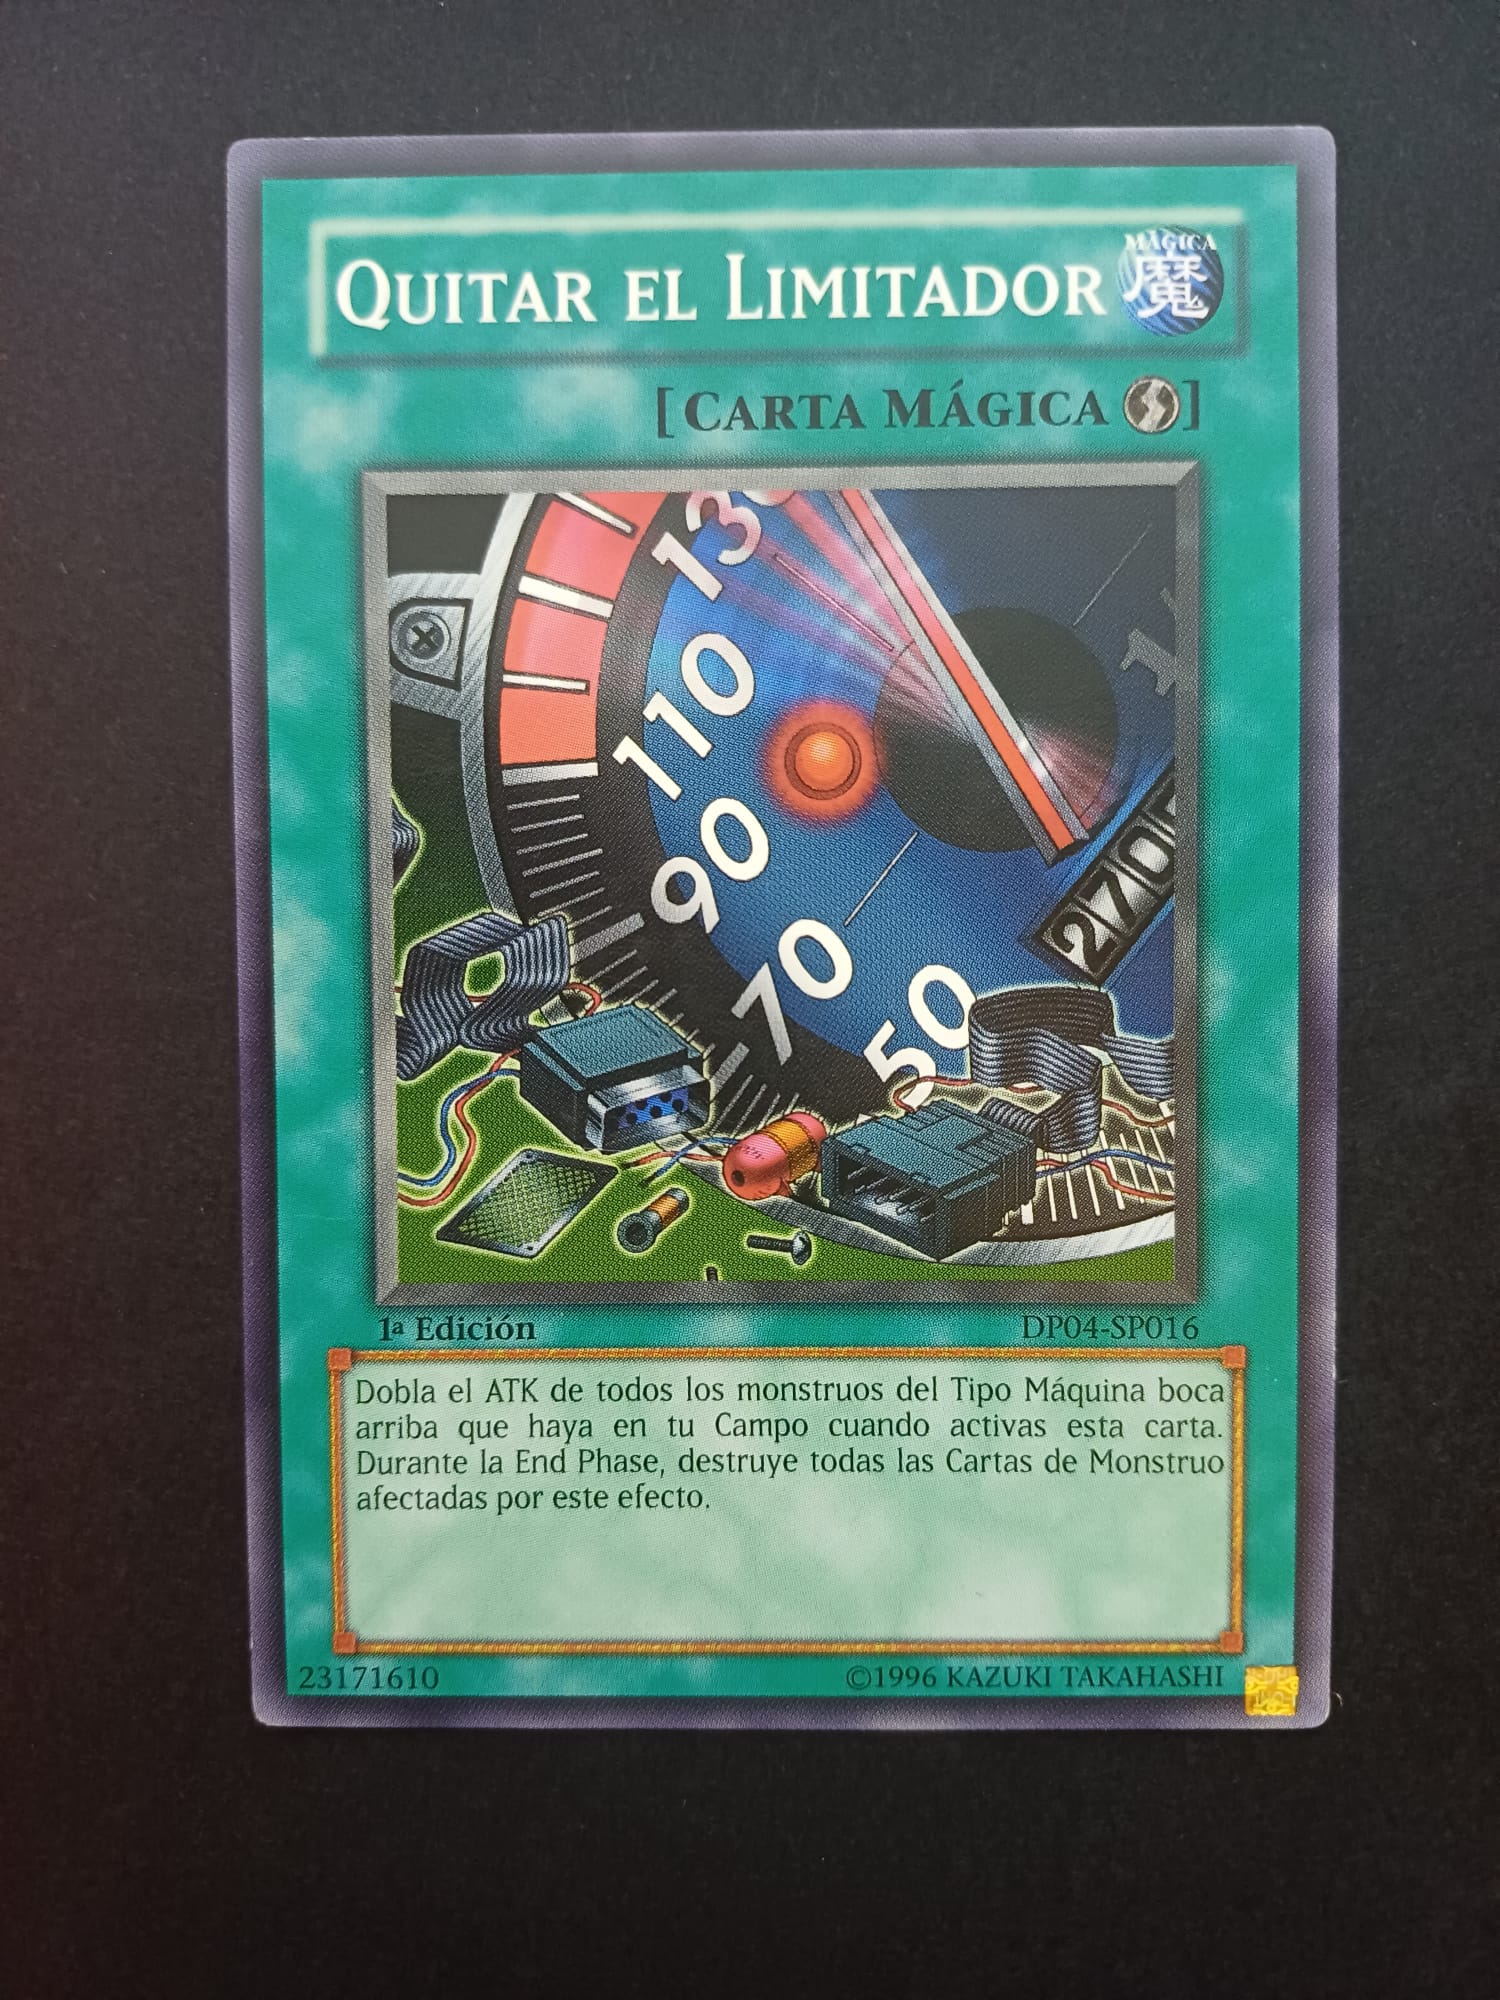 QUITAR EL LIMITADOR
MÁGICA
魔
[CARTA MÁGICA]
13
110
90
70
50
270
1ª Edición
DP04-SP016
Dobla el ATK de todos los monstruos del Tipo Máquina boca
arriba que haya en tu Campo cuando activas esta carta.
Durante la End Phase, destruye todas las Cartas de Monstruo
afectadas por este efecto.
23171610
©1996 KAZUKI TAKAHASHI